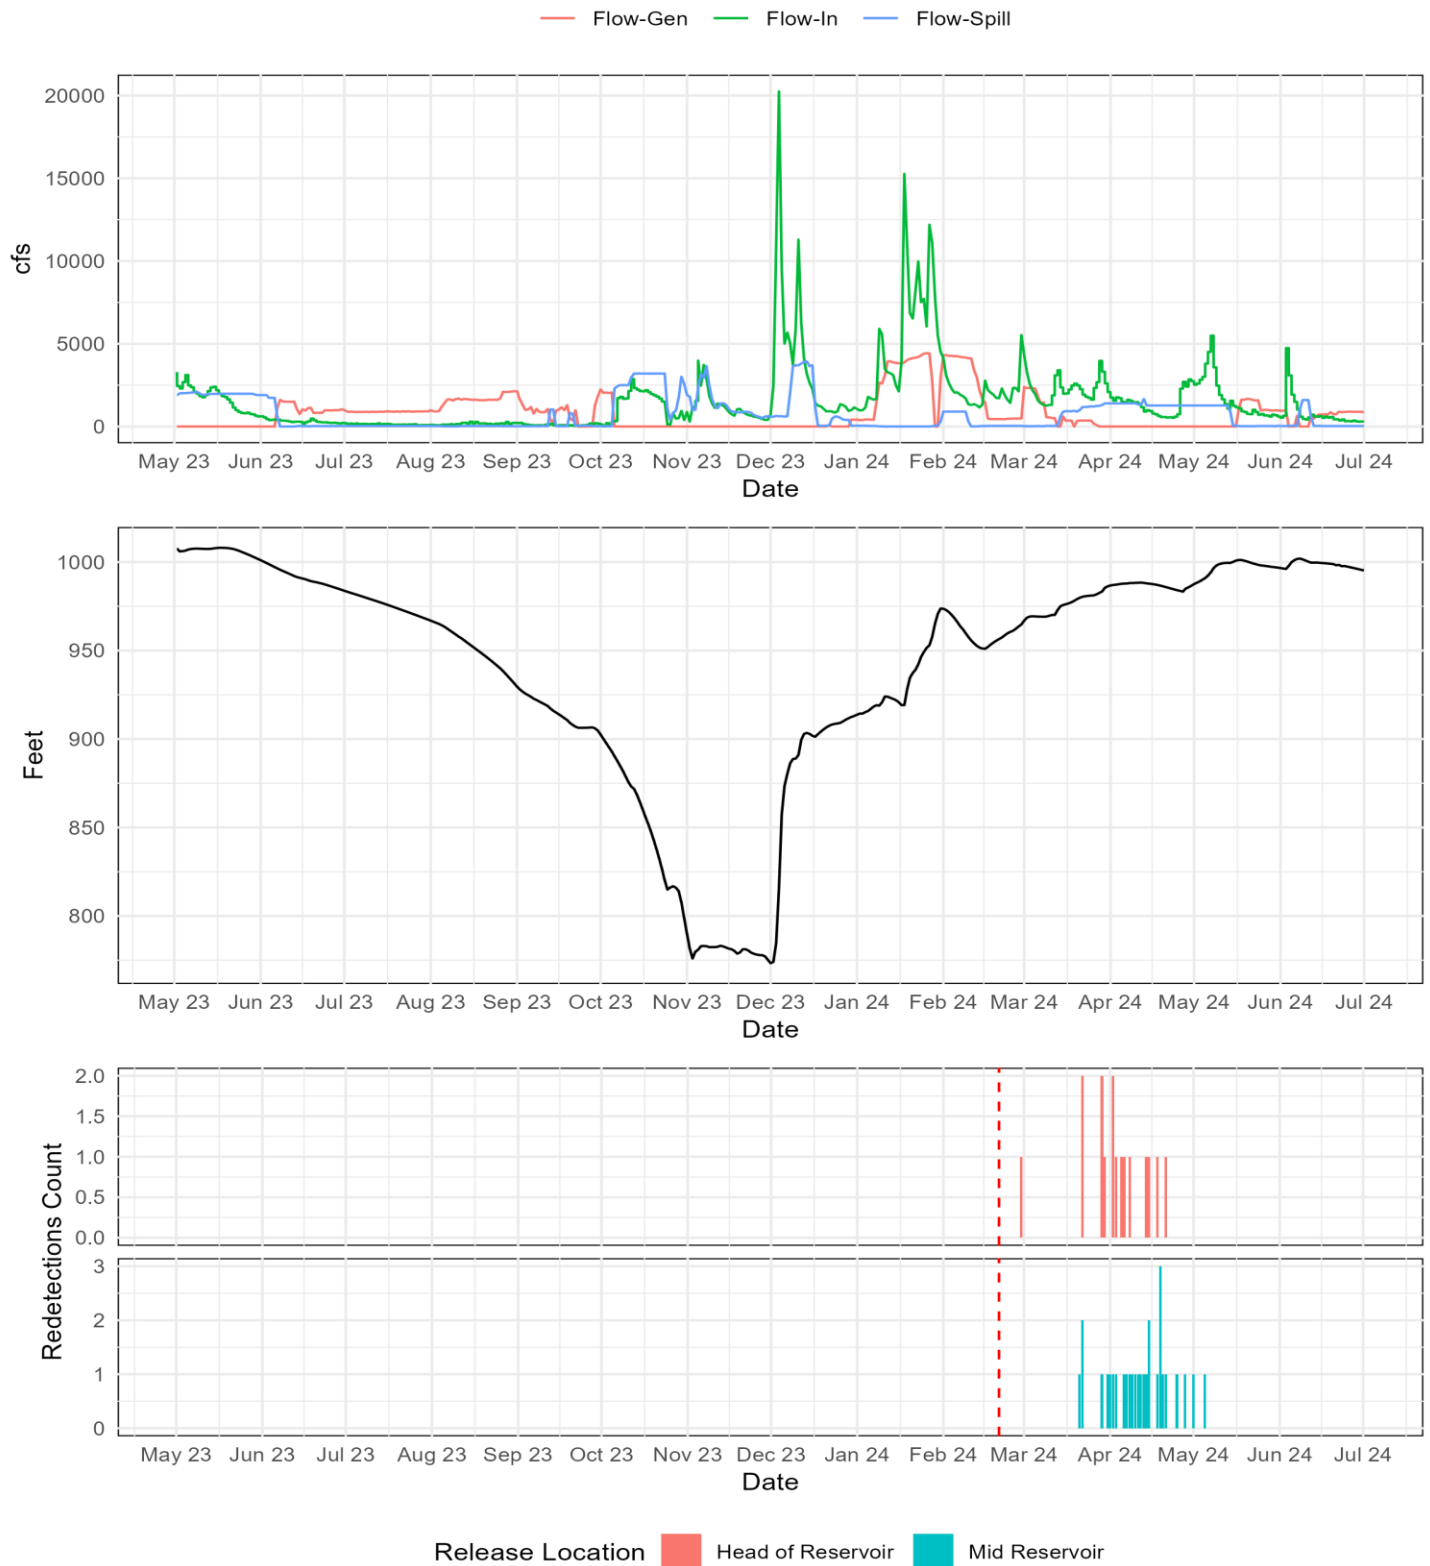 Flow-Gen Flow-In Flow-Spill
cfs
20000
15000
10000
5000
0
May 23 Jun 23 Jul 23 Aug 23 Sep 23 Oct 23 Nov 23 Dec 23 Jan 24 Feb 24 Mar 24 Apr 24 May 24 Jun 24 Jul 24
Date
Feet
1000
950
900
850
800
May 23 Jun 23 Jul 23 Aug 23 Sep 23 Oct 23 Nov 23 Dec 23 Jan 24 Feb 24 Mar 24 Apr 24 May 24 Jun 24 Jul 24
Date
Redetections Count
2.0
1.5
1.0
0.5
0.0
3
2
1
0
May 23 Jun 23 Jul 23 Aug 23 Sep 23 Oct 23 Nov 23 Dec 23 Jan 24 Feb 24 Mar 24 Apr 24 May 24 Jun 24 Jul 24
Date
Release Location Head of Reservoir Mid Reservoir